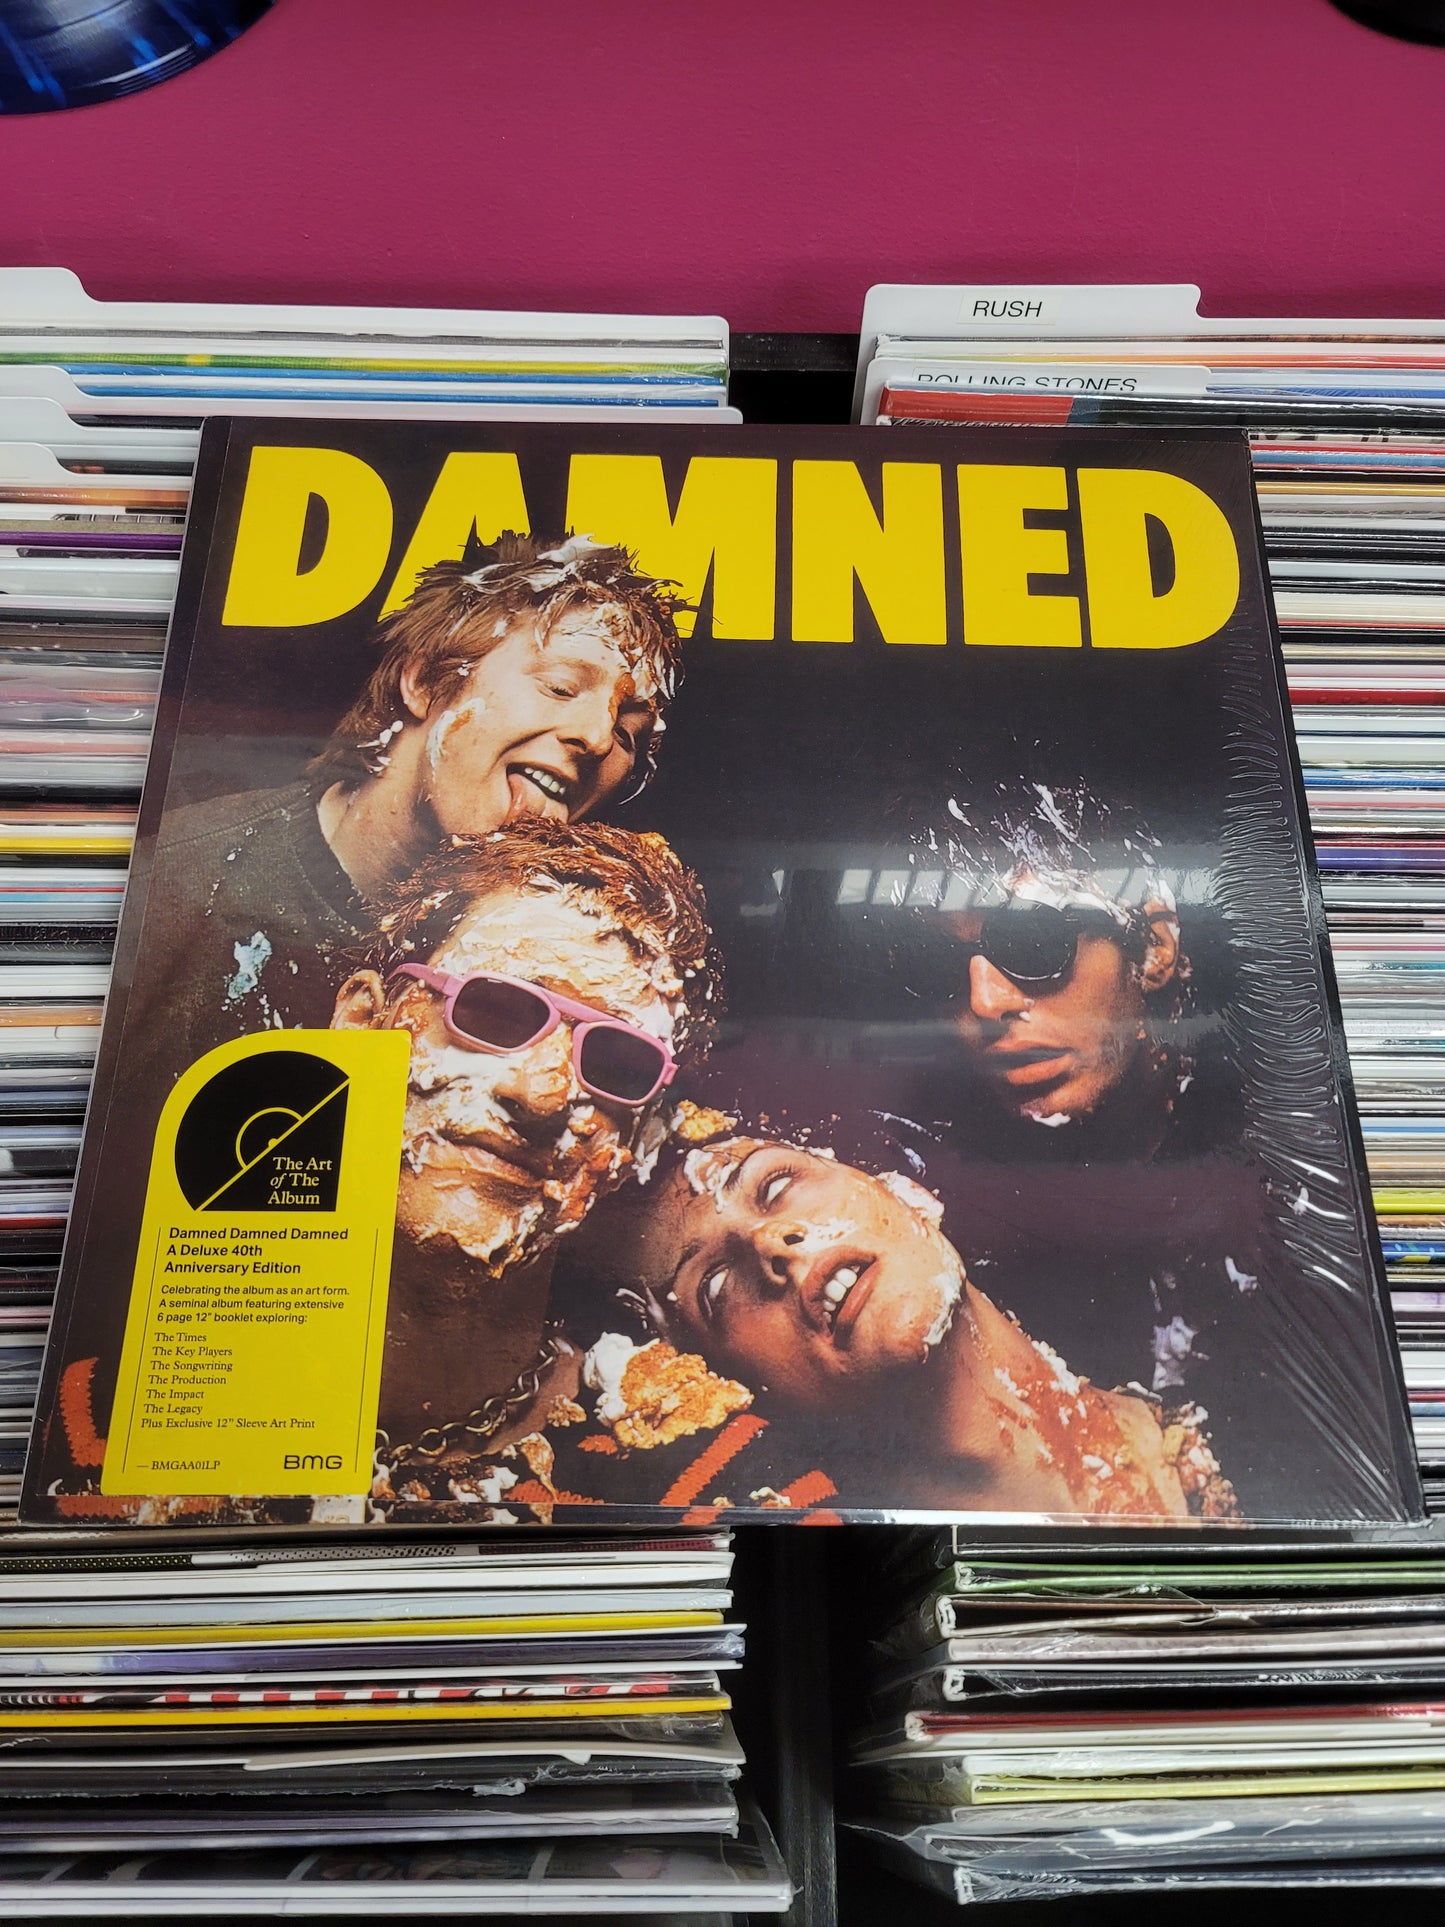 RUSH
ROLLING STONES
DAMNED
The Art
of The
Album
Damned Damned Damned
A Deluxe 40th
Anniversary Edition
Celebrating the album as an art form.
A seminal album featuring extensive
6 page 12" booklet exploring:
The Times
The Key Players
The Songwriting
The Production
The Impact
The Legacy
Plus Exclusive 12" Sleeve Art Print
— BMGAA01LP
BMG